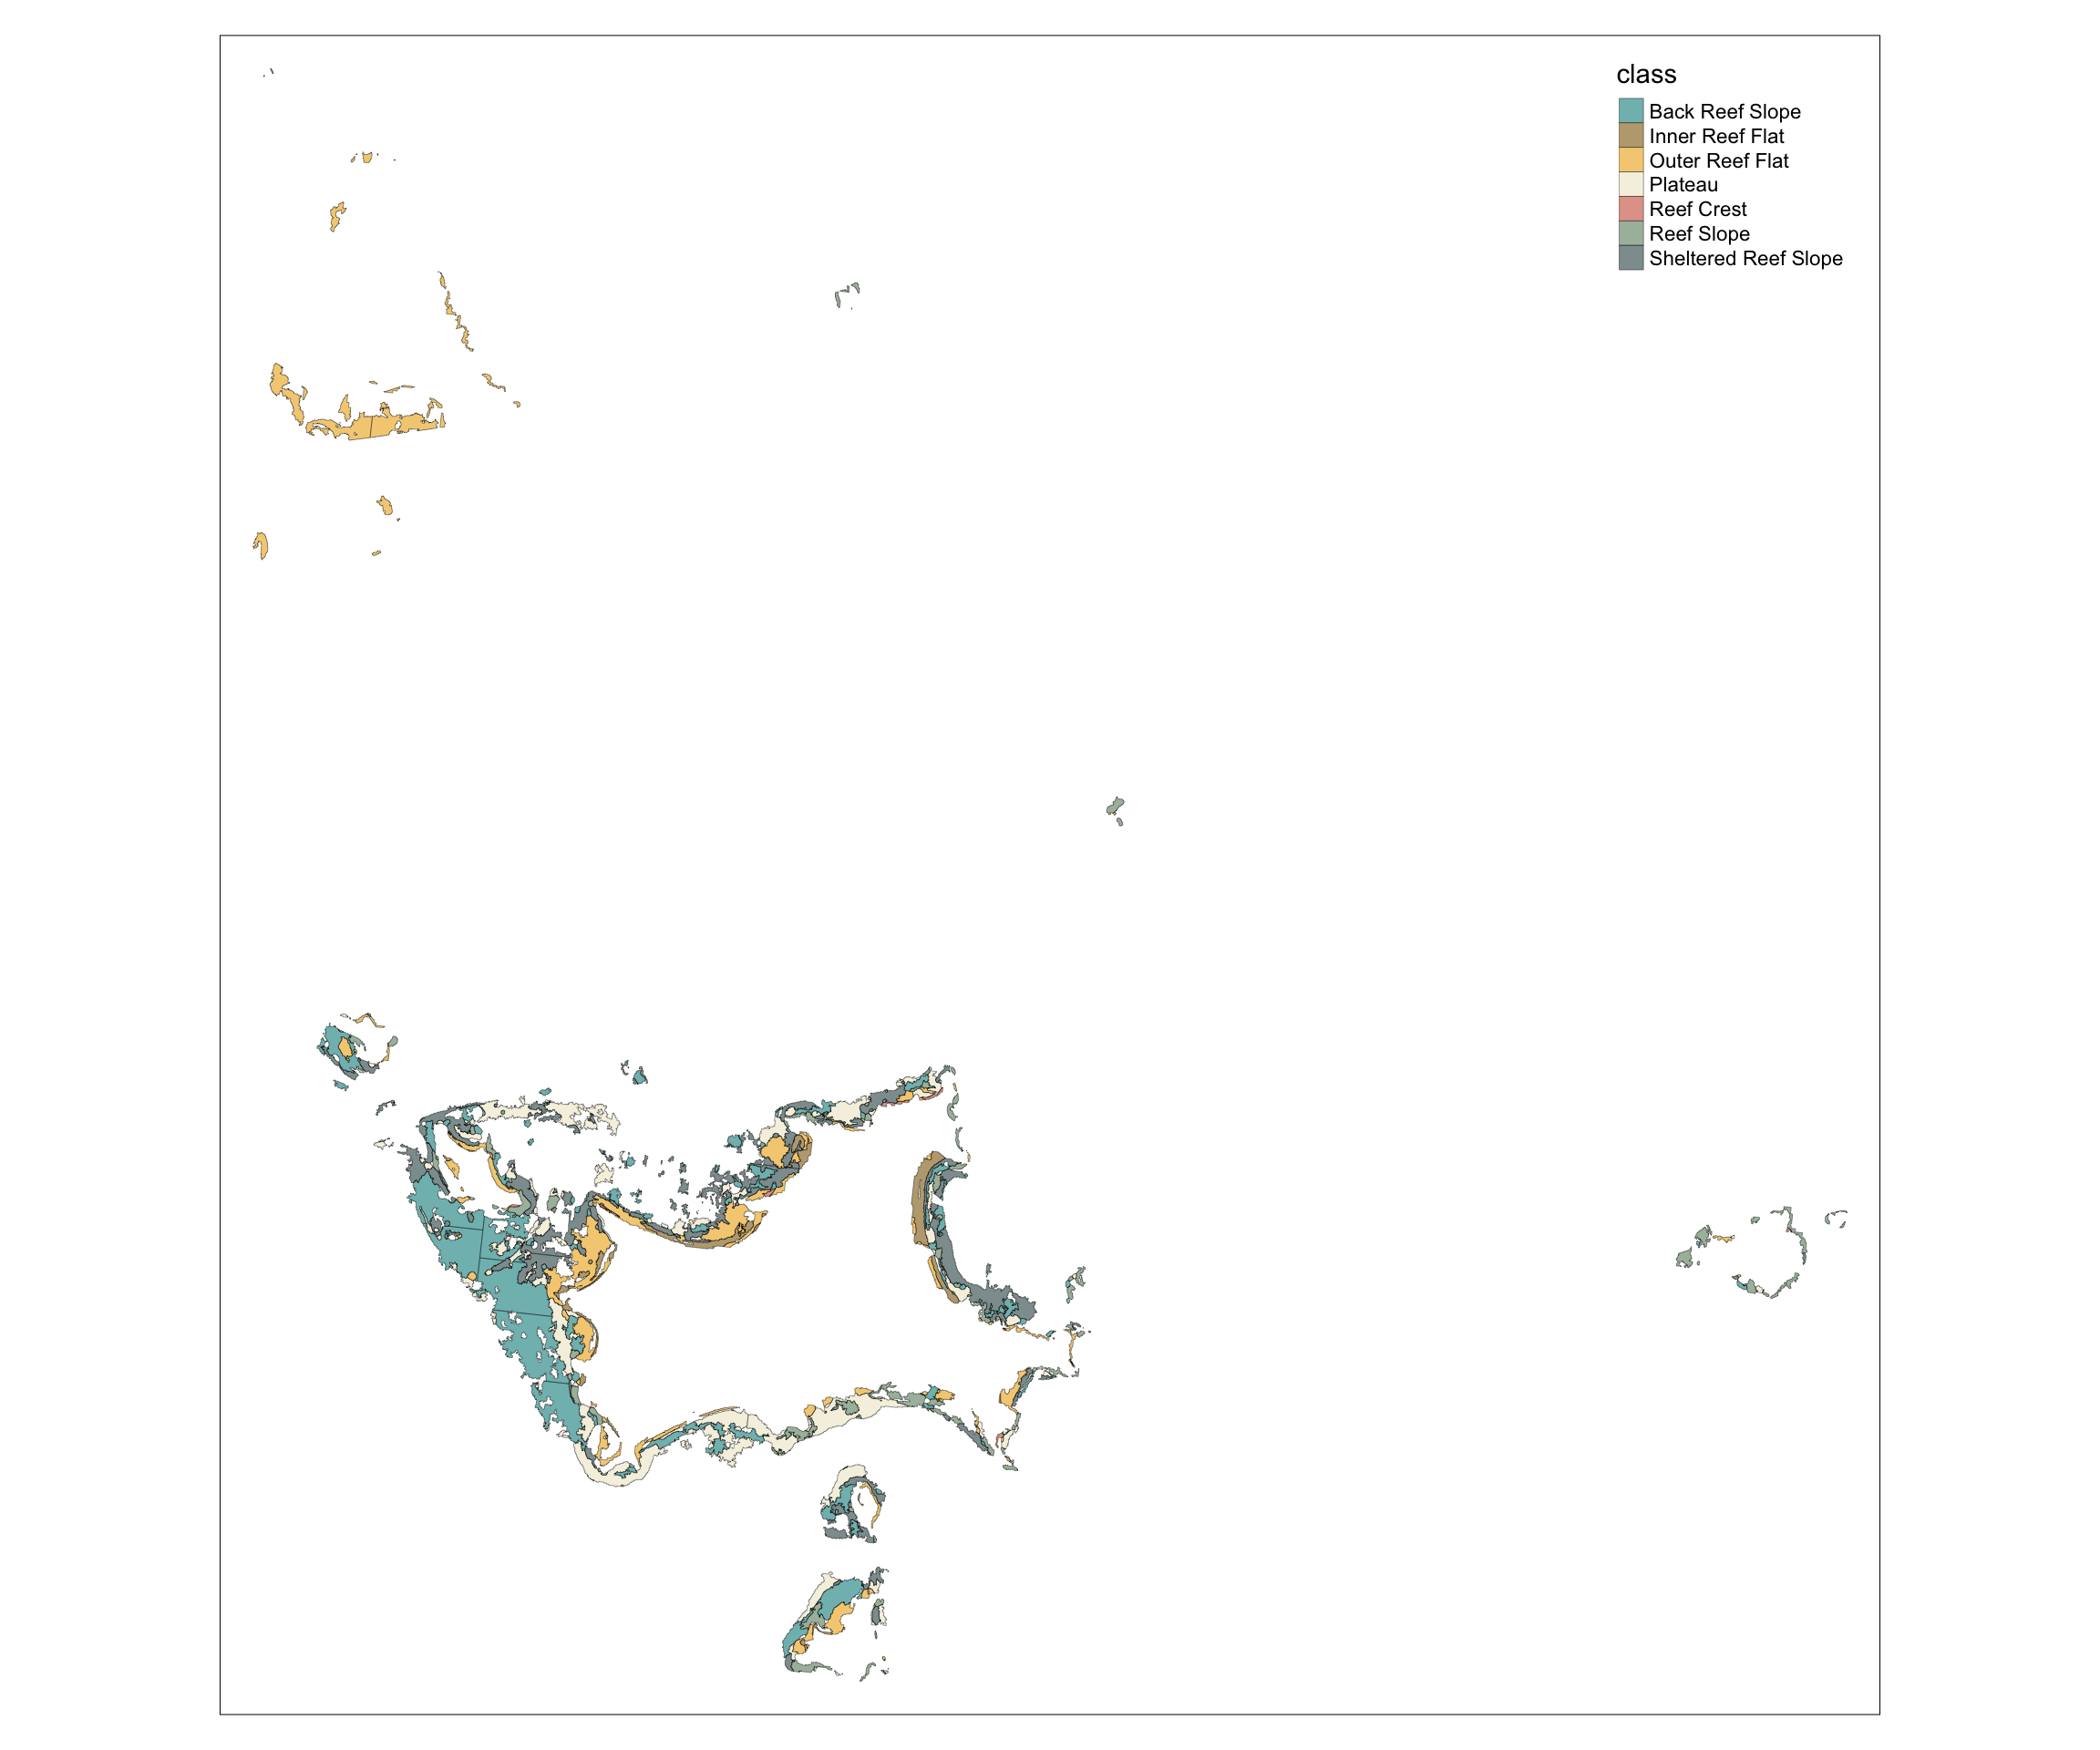 class
Back Reef Slope
Inner Reef Flat
Outer Reef Flat
Plateau
Reef Crest
Reef Slope
Sheltered Reef Slope